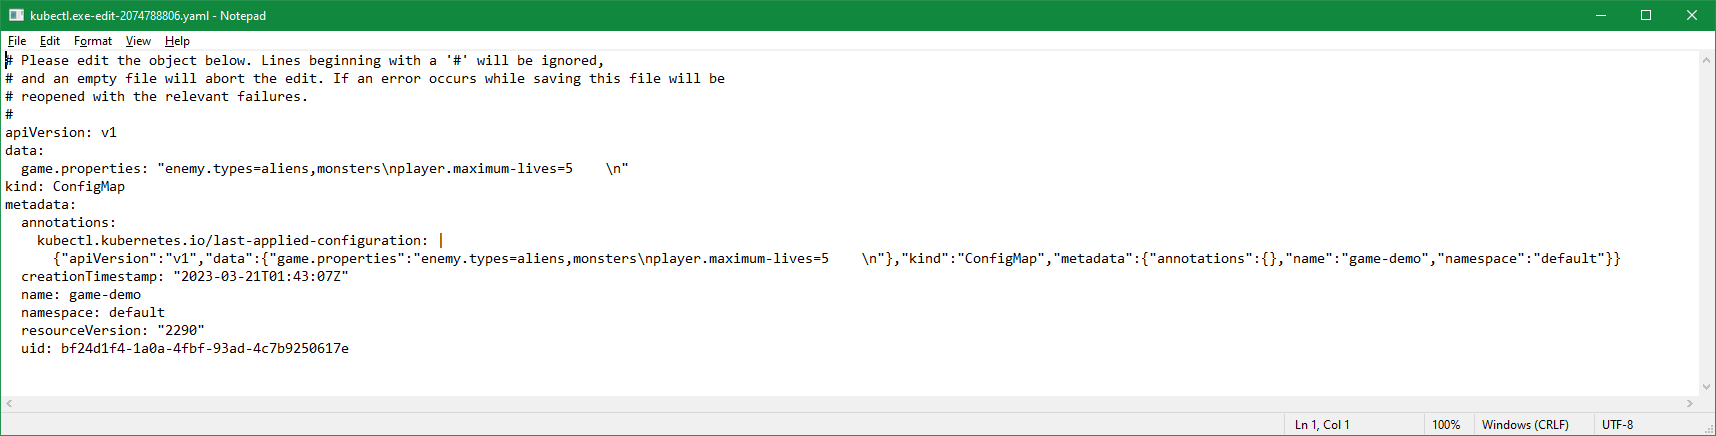 kubectl.exe-edit-2074788806.yaml - Notepad
File Edit Format View Help
# Please edit the object below. Lines beginning with a '#' will be ignored,
# and an empty file will abort the edit. If an error occurs while saving this file will be
# reopened with the relevant failures.
#
apiVersion: v1
data:
  game.properties: "enemy.types=aliens,monsters\nplayer.maximum-lives=5    \n"
kind: ConfigMap
metadata:
  annotations:
    kubectl.kubernetes.io/last-applied-configuration: |
      {"apiVersion":"v1","data":{"game.properties":"enemy.types=aliens,monsters\nplayer.maximum-lives=5    \n"},"kind":"ConfigMap","metadata":{"annotations":{},"name":"game-demo","namespace":"default"}}
  creationTimestamp: "2023-03-21T01:43:07Z"
  name: game-demo
  namespace: default
  resourceVersion: "2290"
  uid: bf24d1f4-1a0a-4fbf-93ad-4c7b9250617e
Ln 1, Col 1 100% Windows (CRLF) UTF-8